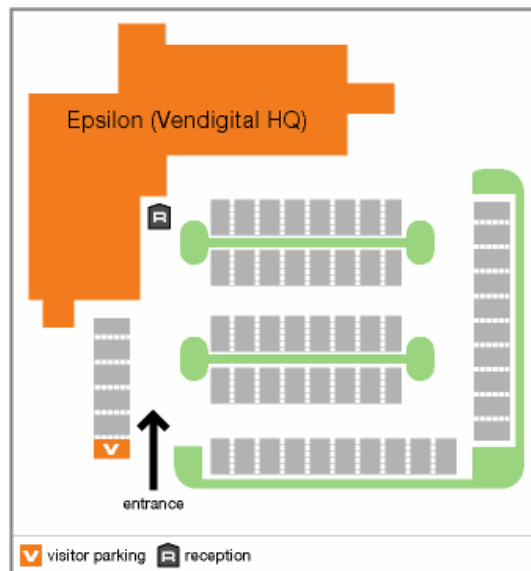 Epsilon (Vendigital HQ)
R
V
entrance
V visitor parking R reception